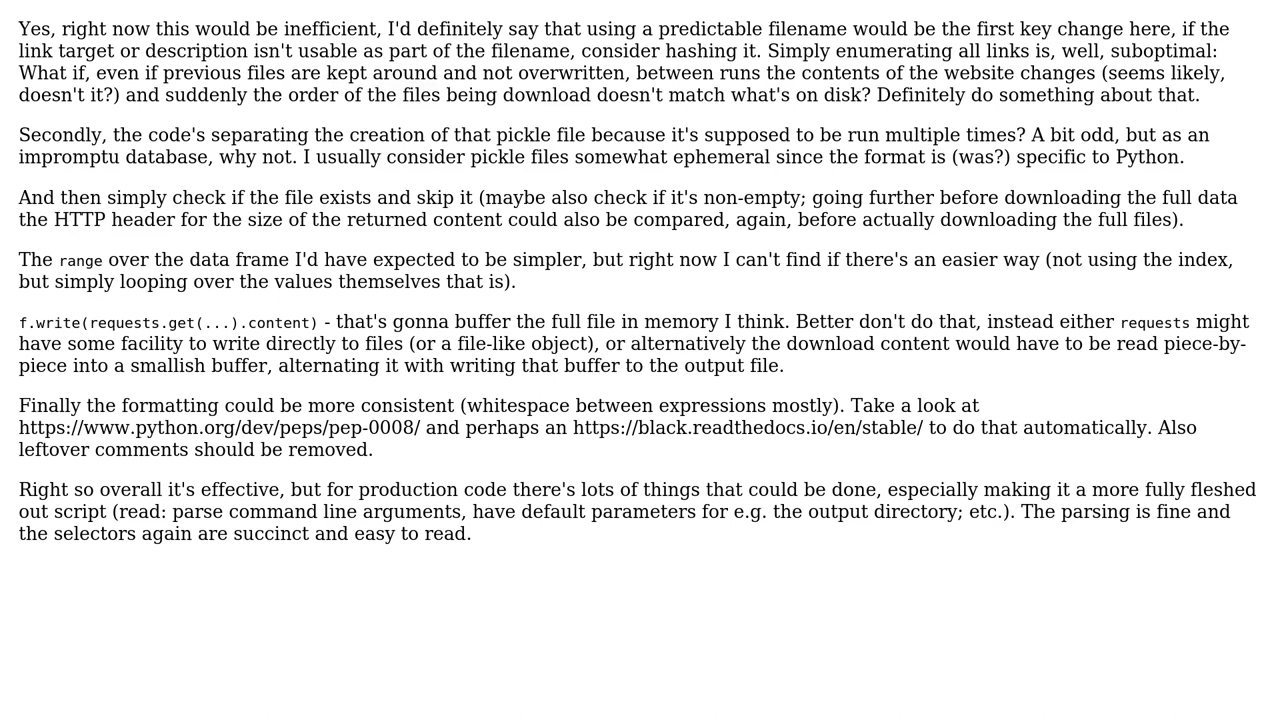 Yes, right now this would be inefficient, I'd definitely say that using a predictable filename would be the first key change here, if the
link target or description isn't usable as part of the filename, consider hashing it. Simply enumerating all links is, well, suboptimal:
What if, even if previous files are kept around and not overwritten, between runs the contents of the website changes (seems likely,
doesn't it?) and suddenly the order of the files being download doesn't match what's on disk? Definitely do something about that.
Secondly, the code's separating the creation of that pickle file because it's supposed to be run multiple times? A bit odd, but as an
impromptu database, why not. I usually consider pickle files somewhat ephemeral since the format is (was?) specific to Python.
And then simply check if the file exists and skip it (maybe also check if it's non-empty; going further before downloading the full data
the HTTP header for the size of the returned content could also be compared, again, before actually downloading the full files).
The range over the data frame I'd have expected to be simpler, but right now I can't find if there's an easier way (not using the index,
but simply looping over the values themselves that is).
f.write(requests.get(...).content) - that's gonna buffer the full file in memory I think. Better don't do that, instead either requests might
have some facility to write directly to files (or a file-like object), or alternatively the download content would have to be read piece-by-
piece into a smallish buffer, alternating it with writing that buffer to the output file.
Finally the formatting could be more consistent (whitespace between expressions mostly). Take a look at
https://www.python.org/dev/peps/pep-0008/ and perhaps an https://black.readthedocs.io/en/stable/ to do that automatically. Also
leftover comments should be removed.
Right so overall it's effective, but for production code there's lots of things that could be done, especially making it a more fully fleshed
out script (read: parse command line arguments, have default parameters for e.g. the output directory; etc.). The parsing is fine and
the selectors again are succinct and easy to read.